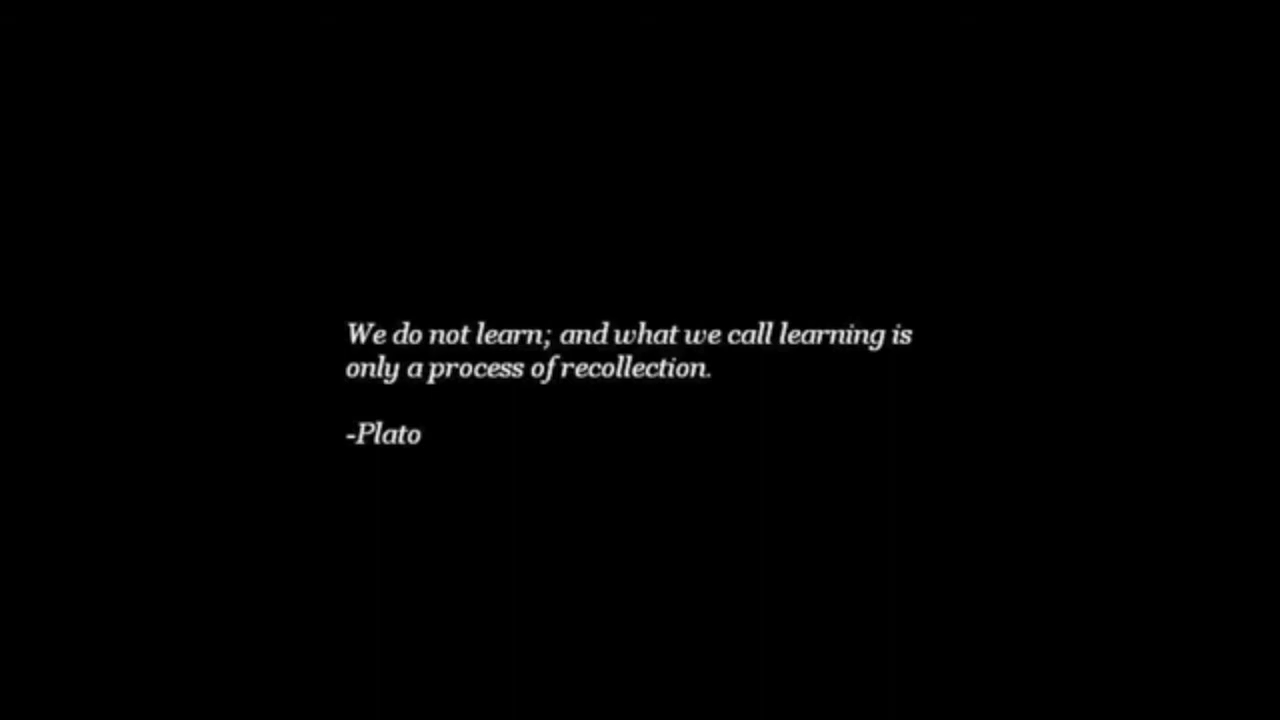 We do not learn; and what we call learning is
only a process of recollection.
-Plato